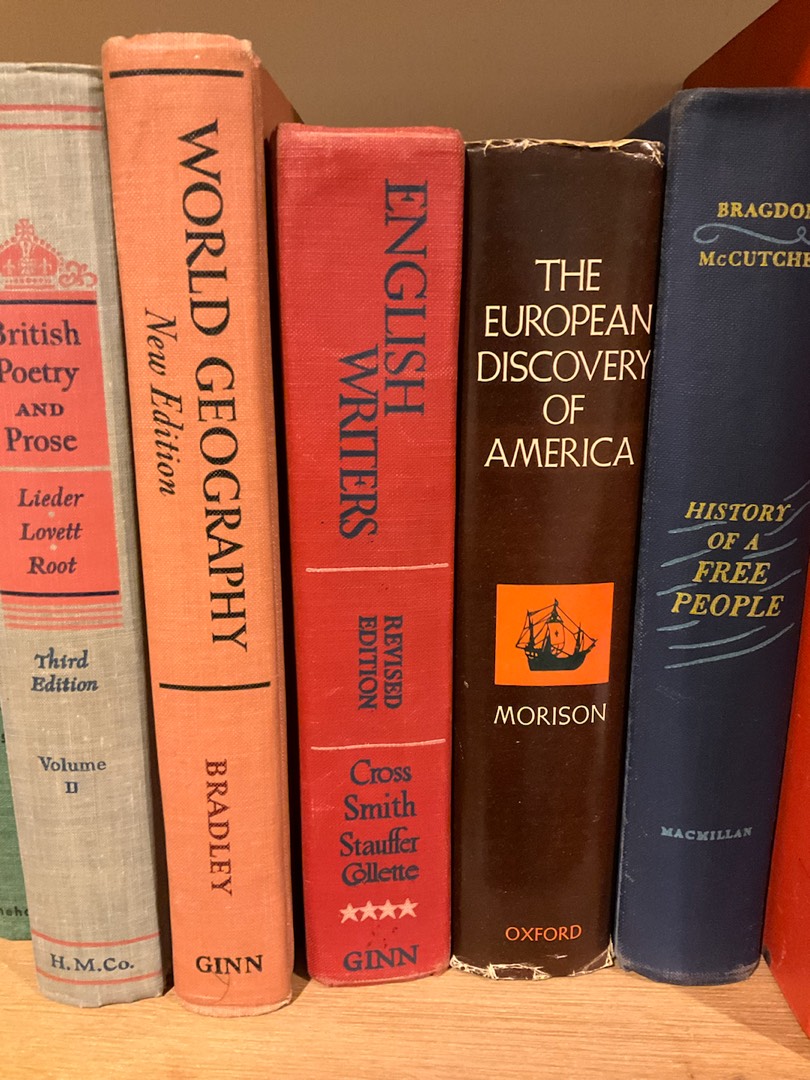 British
Poetry
AND
Prose
Lieder
Lovett
Root
Third
Edition
Volume
II
H.M.Co.
WORLD GEOGRAPHY
New Edition
BRADLEY
GINN
ENGLISH
WRITERS
REVISED
EDITION
Cross
Smith
Stauffer
Collette
GINN
THE
EUROPEAN
DISCOVERY
OF
AMERICA
MORISON
OXFORD
BRAGDON
McCUTCHE
HISTORY
OF A
FREE
PEOPLE
MACMILLAN